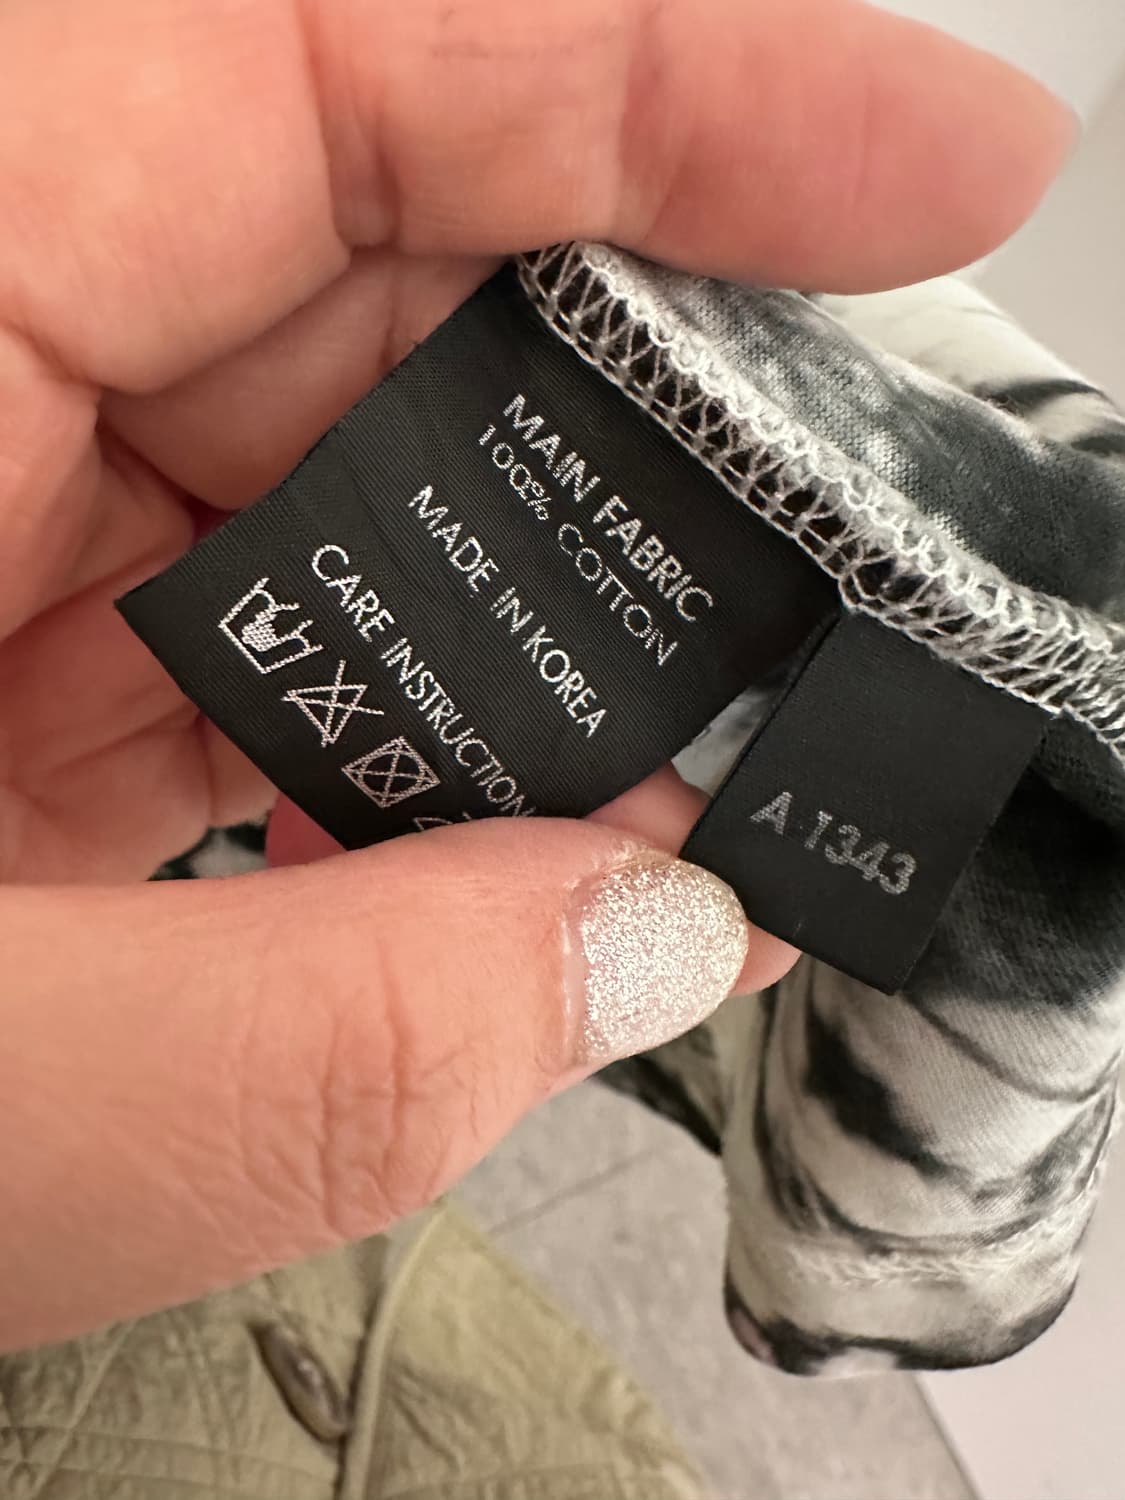 MAIN FABRIC
100% COTTON
MADE IN KOREA
CARE INSTRUCTION
A 1343